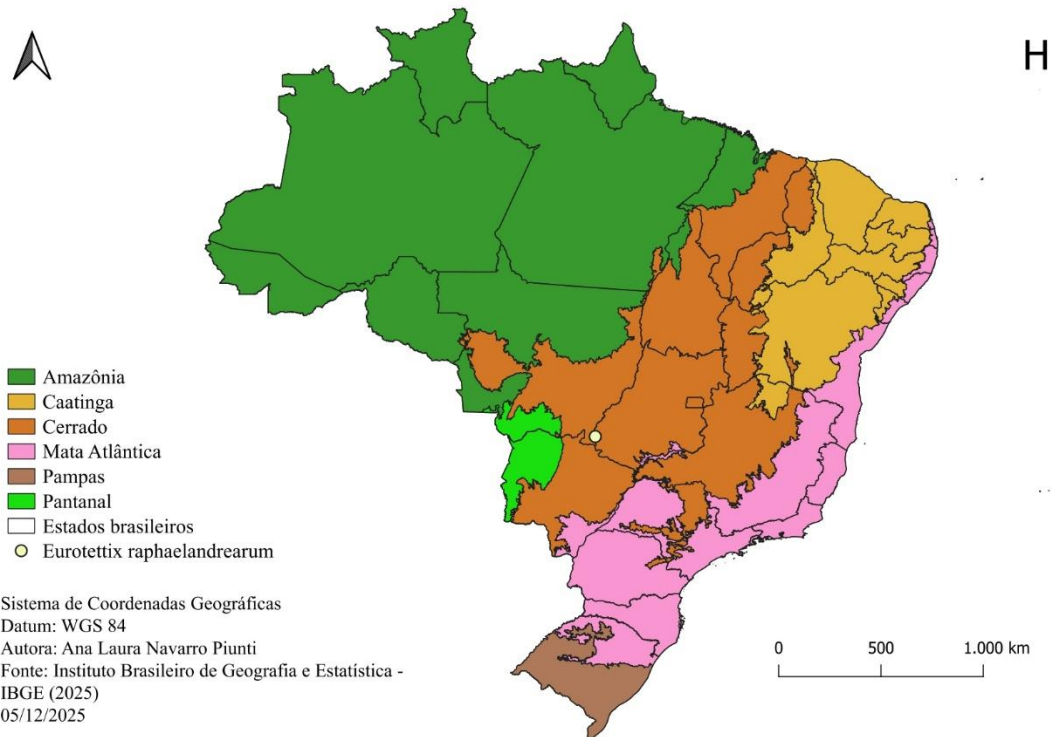 H
Amazônia
Caatinga
Cerrado
Mata Atlântica
Pampas
Pantanal
Estados brasileiros
Eurotettix raphaelandrearum
Sistema de Coordenadas Geográficas
Datum: WGS 84
Autora: Ana Laura Navarro Piunti
Fonte: Instituto Brasileiro de Geografia e Estatística -
IBGE (2025)
05/12/2025
0 500 1.000 km